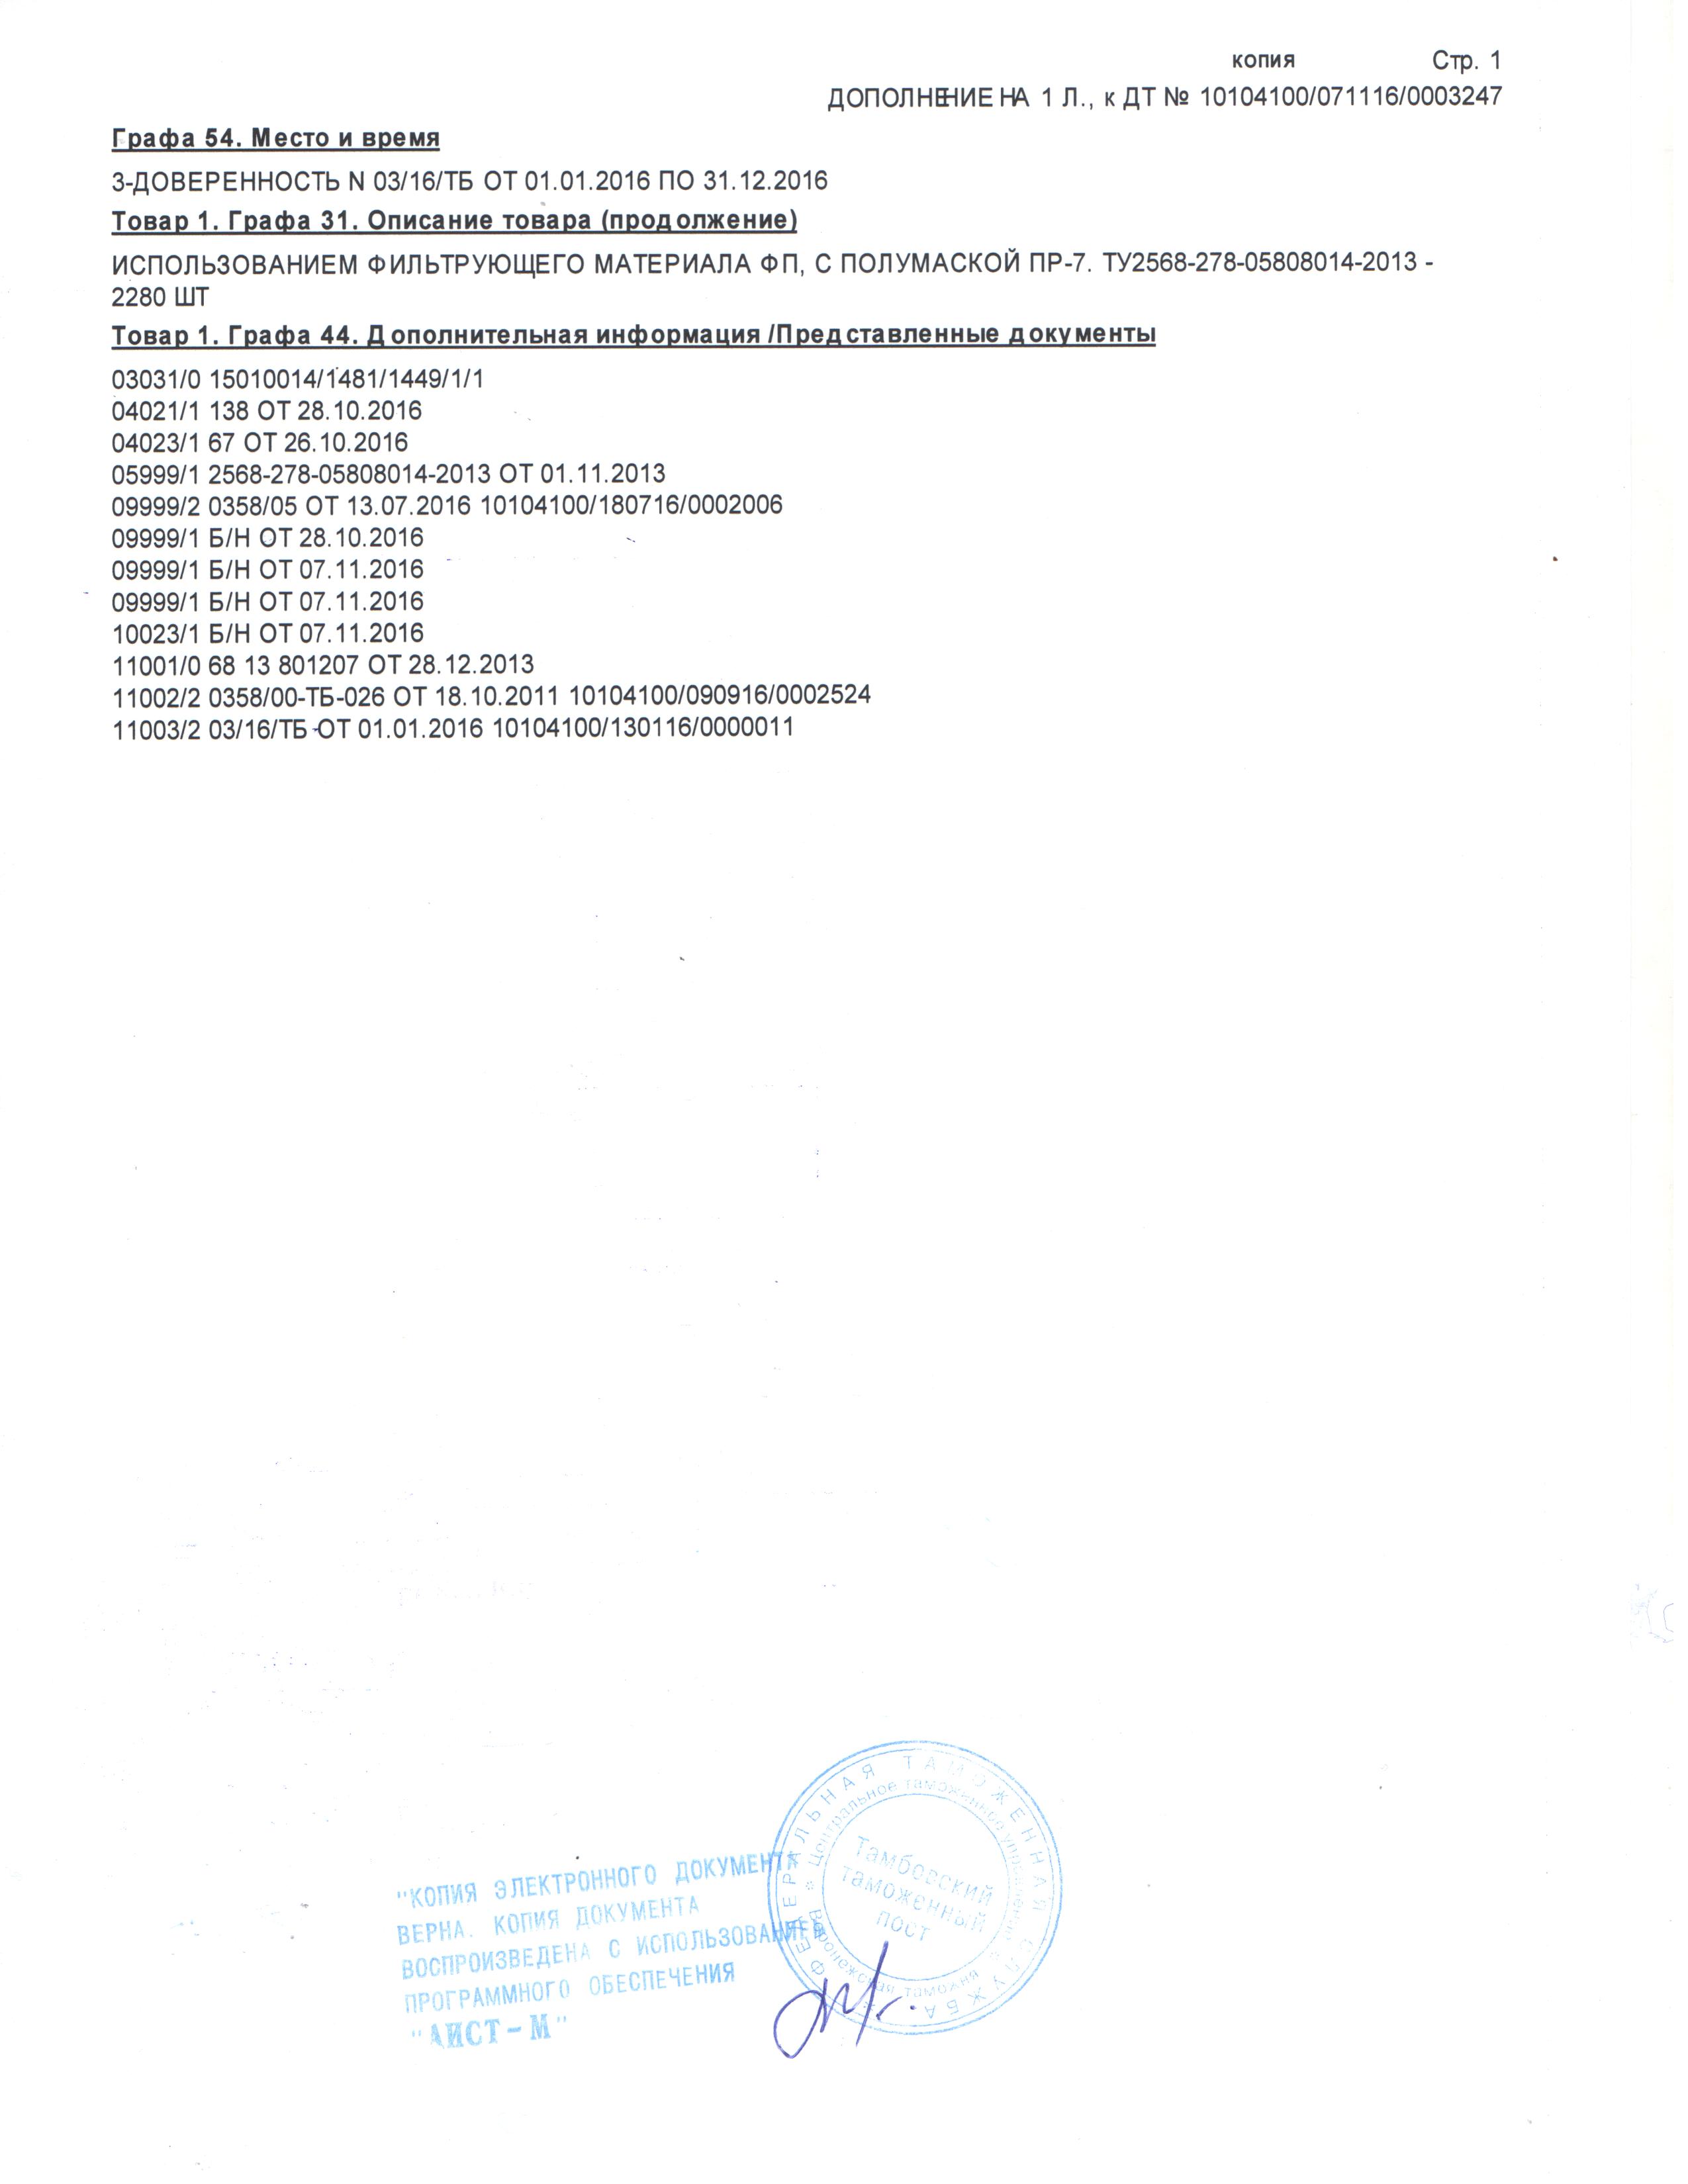 копия Стр. 1
ДОПОЛНЕНИЕ НА 1 Л., к ДТ № 10104100/071116/0003247
Графа 54. Место и время
3-ДОВЕРЕННОСТЬ N 03/16/ТБ ОТ 01.01.2016 ПО 31.12.2016
Товар 1. Графа 31. Описание товара (продолжение)
ИСПОЛЬЗОВАНИЕМ ФИЛЬТРУЮЩЕГО МАТЕРИАЛА ФП, С ПОЛУМАСКОЙ ПР-7. ТУ2568-278-05808014-2013 -
2280 ШТ
Товар 1. Графа 44. Дополнительная информация /Представленные документы
03031/0 15010014/1481/1449/1/1
04021/1 138 ОТ 28.10.2016
04023/1 67 ОТ 26.10.2016
05999/1 2568-278-05808014-2013 ОТ 01.11.2013
09999/2 0358/05 ОТ 13.07.2016 10104100/180716/0002006
09999/1 Б/Н ОТ 28.10.2016
09999/1 Б/Н ОТ 07.11.2016
09999/1 Б/Н ОТ 07.11.2016
10023/1 Б/Н ОТ 07.11.2016
11001/0 68 13 801207 ОТ 28.12.2013
11002/2 0358/00-ТБ-026 ОТ 18.10.2011 10104100/090916/0002524
11003/2 03/16/ТБ ОТ 01.01.2016 10104100/130116/0000011
"КОПИЯ ЭЛЕКТРОННОГО ДОКУМЕНТА
ВЕРНА. КОПИЯ ДОКУМЕНТА
ВОСПРОИЗВЕДЕНА С ИСПОЛЬЗОВАНИЕМ
ПРОГРАММНОГО ОБЕСПЕЧЕНИЯ
"АИСТ-М"
ФЕДЕРАЛЬНАЯ ТАМОЖЕННАЯ СЛУЖБА
Центральное таможенное управление
Воронежская таможня
Тамбовский
таможенный
пост